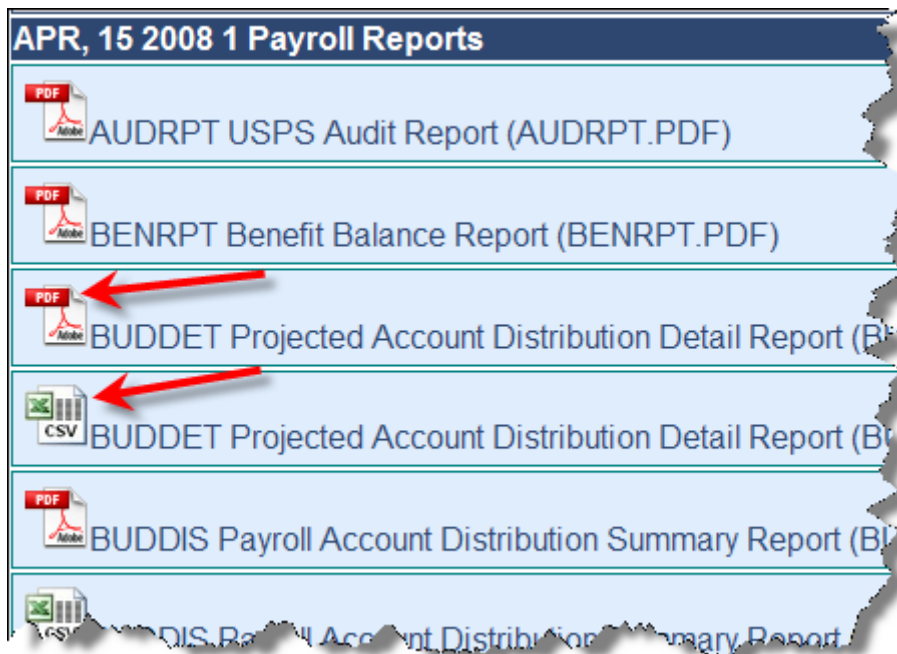 APR, 15 2008 1 Payroll Reports
PDF
Adobe
AUDRPT USPS Audit Report (AUDRPT.PDF)
PDF
Adobe
BENRPT Benefit Balance Report (BENRPT.PDF)
PDF
Adobe
BUDDET Projected Account Distribution Detail Report
PDF
CSV
BUDDET Projected Account Distribution Detail Report
PDF
Adobe
BUDDIS Payroll Account Distribution Summary Report